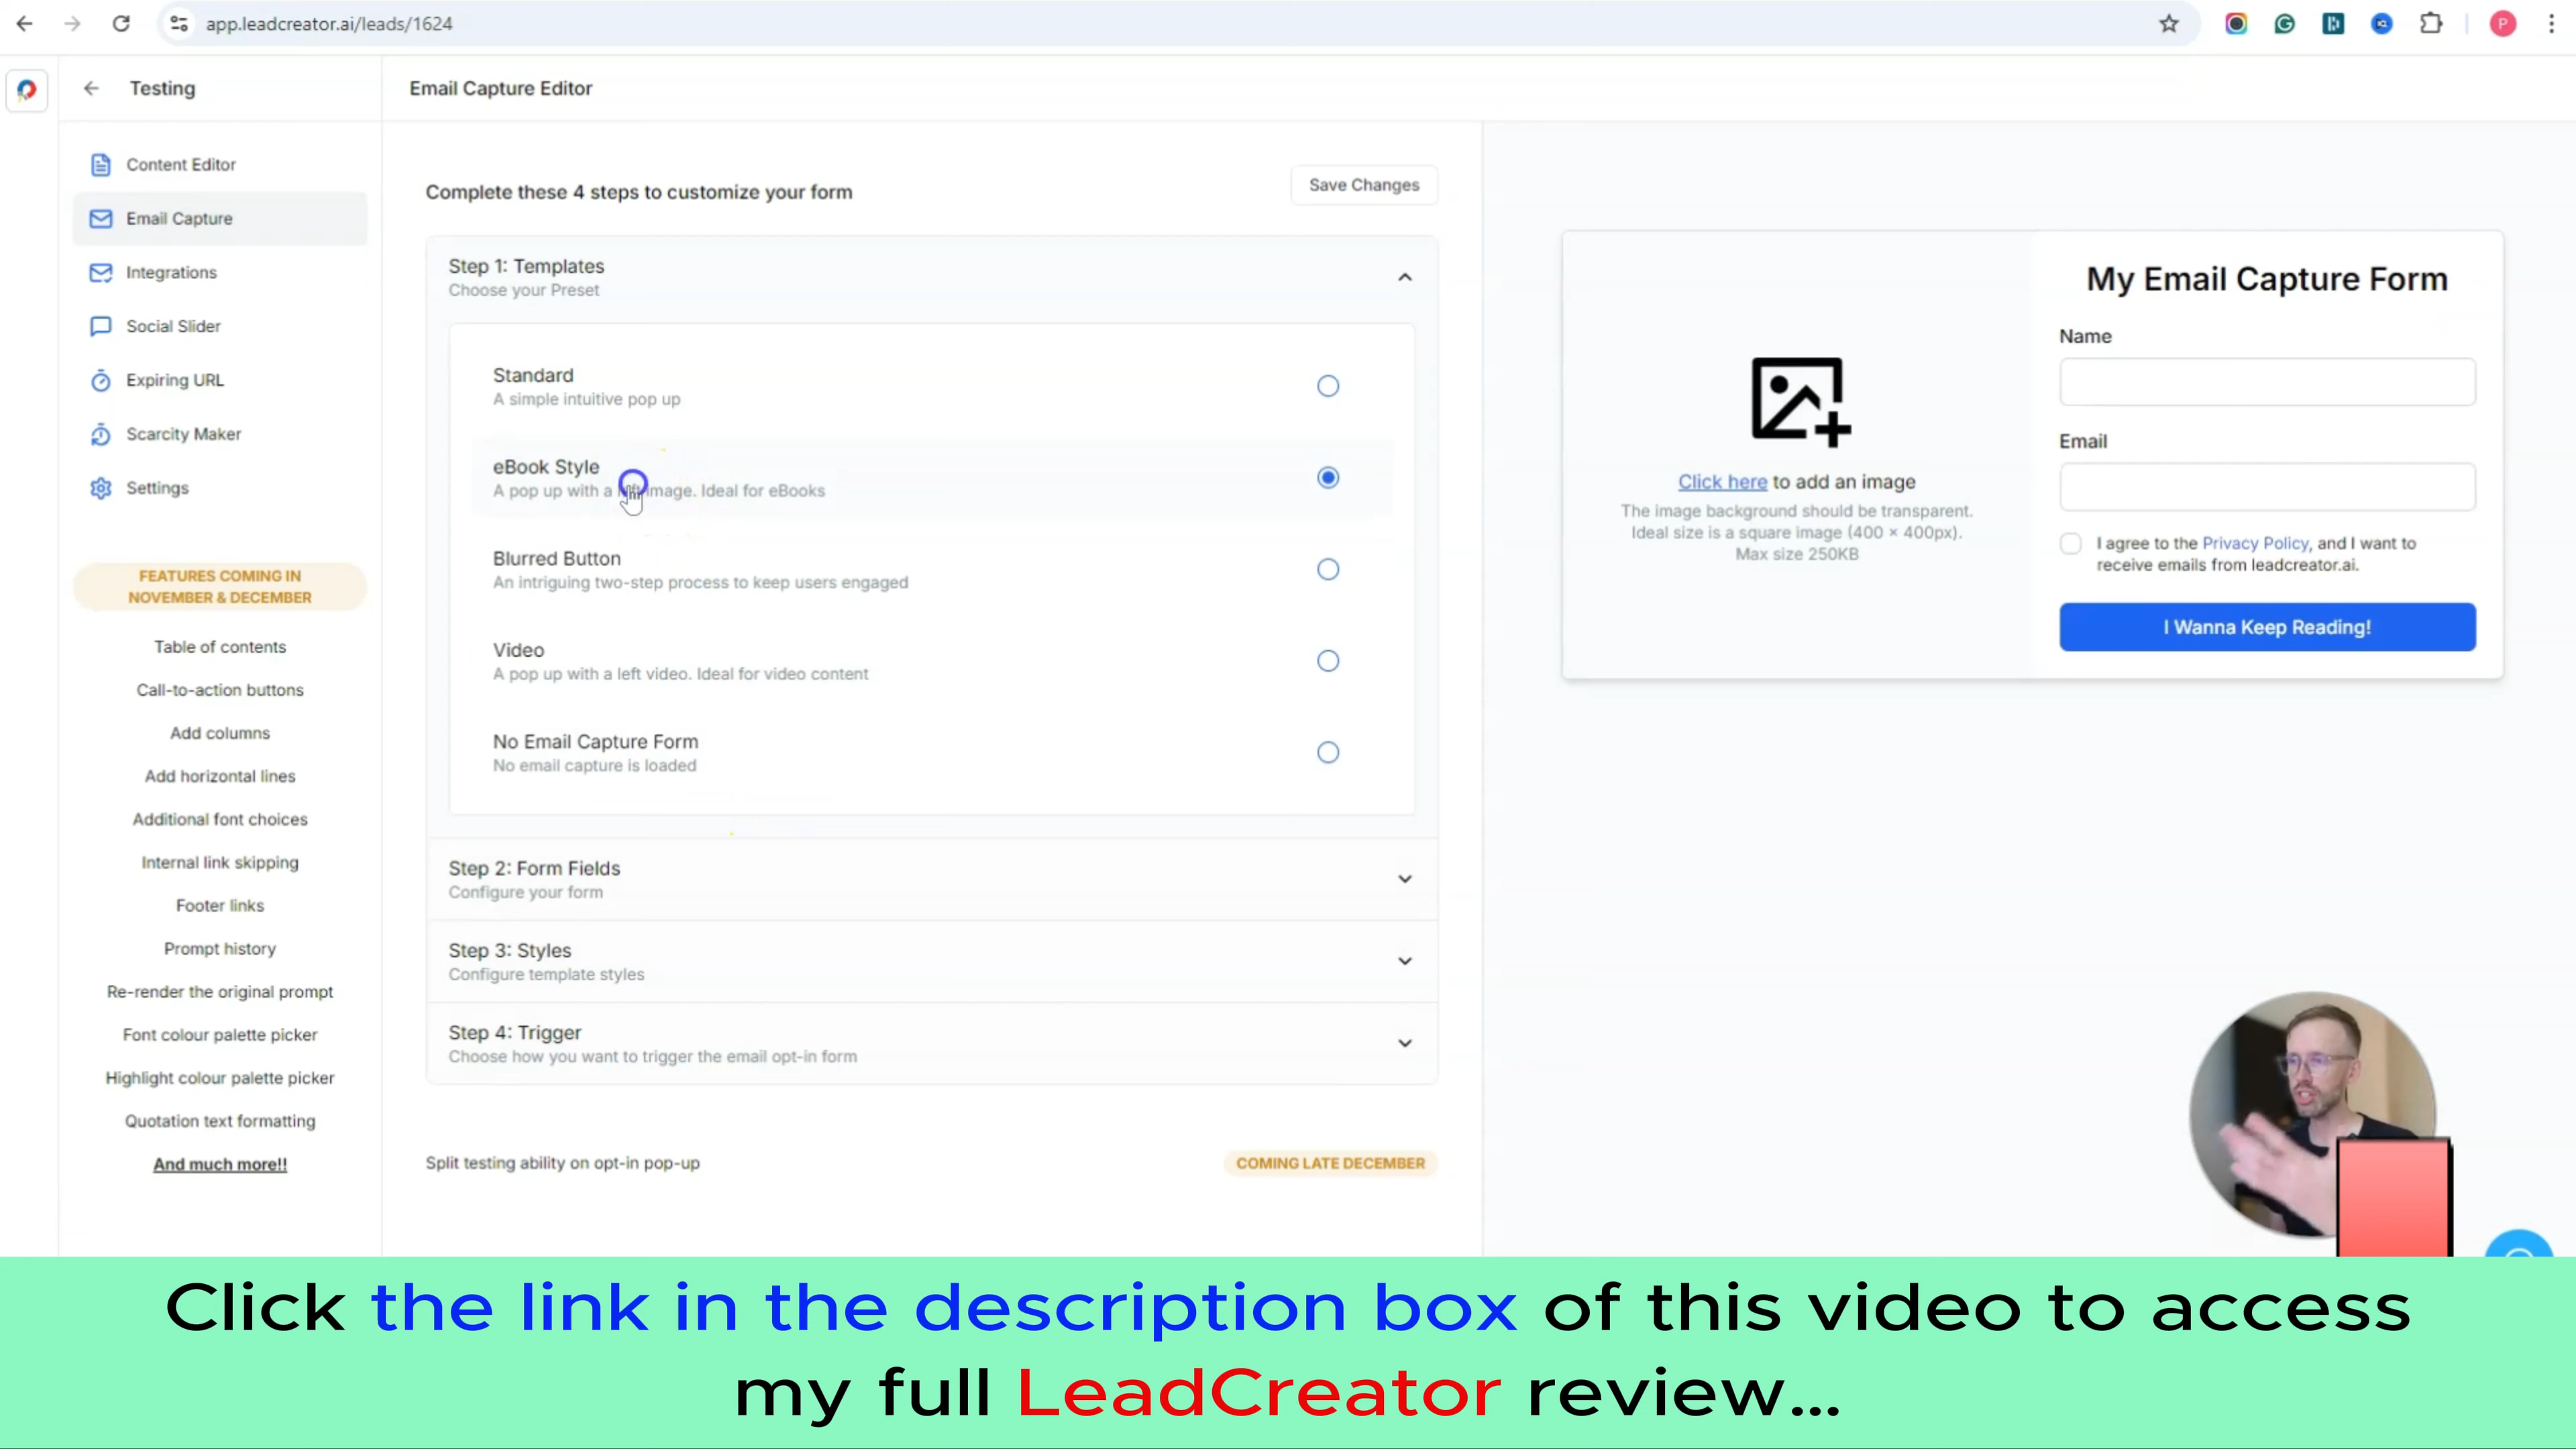 app.leadcreator.ai/leads/1624
Testing
Email Capture Editor
Content Editor
Email Capture
Integrations
Social Slider
Expiring URL
Scarcity Maker
Settings
FEATURES COMING IN
NOVEMBER & DECEMBER
Table of contents
Call-to-action buttons
Add columns
Add horizontal lines
Additional font choices
Internal link skipping
Footer links
Prompt history
Re-render the original prompt
Font colour palette picker
Highlight colour palette picker
Quotation text formatting
And much more!!
Complete these 4 steps to customize your form
Save Changes
Step 1: Templates
Choose your Preset
Standard
A simple intuitive pop up
eBook Style
A pop up with a left image. Ideal for eBooks
Blurred Button
An intriguing two-step process to keep users engaged
Video
A pop up with a left video. Ideal for video content
No Email Capture Form
No email capture is loaded
Step 2: Form Fields
Configure your form
Step 3: Styles
Configure template styles
Step 4: Trigger
Choose how you want to trigger the email opt-in form
Split testing ability on opt-in pop-up
COMING LATE DECEMBER
Click here to add an image
The image background should be transparent.
Ideal size is a square image (400 × 400px).
Max size 250KB
My Email Capture Form
Name
Email
I agree to the Privacy Policy, and I want to
receive emails from leadcreator.ai.
I Wanna Keep Reading!
P
Click the link in the description box of this video to access
my full LeadCreator review...